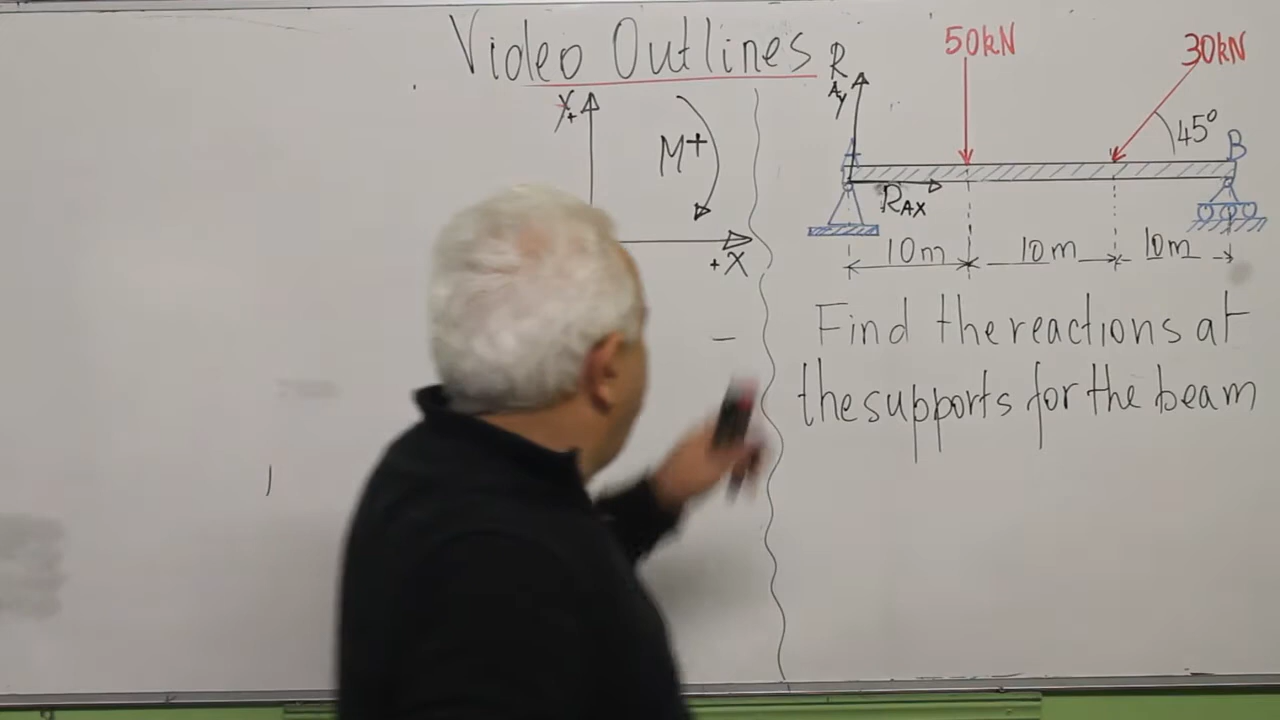 Video Outlines
Y+
M+
+X
R
Ay
50kN
30kN
45°
A
B
RAX
10m
10m
10m
Find the reactions at
the supports for the beam